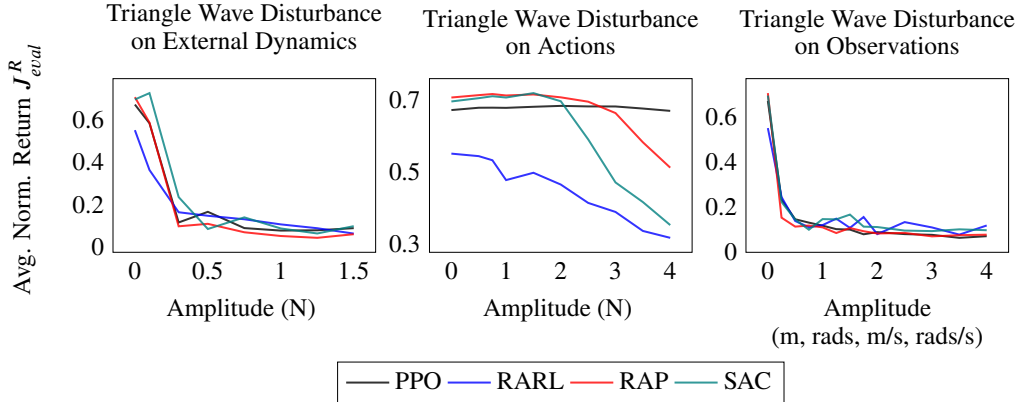 Triangle Wave Disturbance
on External Dynamics
Triangle Wave Disturbance
on Actions
Triangle Wave Disturbance
on Observations
Avg. Norm. Return J^R_eval
0.6
0.4
0.2
0
0 0.5 1 1.5
Amplitude (N)
0.7
0.5
0.3
0 1 2 3 4
Amplitude (N)
0.6
0.4
0.2
0
0 1 2 3 4
Amplitude
(m, rads, m/s, rads/s)
PPO RARL RAP SAC